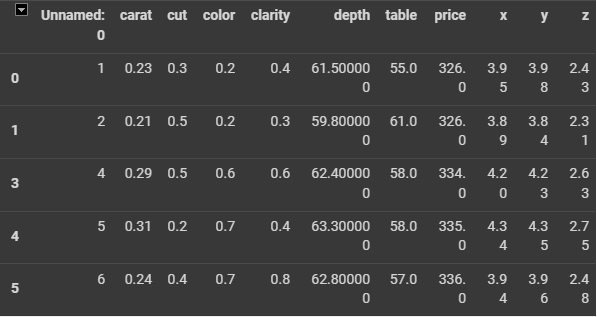 Unnamed: 0 carat cut color clarity depth table price x y z
0 1 0.23 0.3 0.2 0.4 61.500000 55.0 326.0 3.95 3.98 2.43
1 2 0.21 0.5 0.2 0.3 59.800000 61.0 326.0 3.89 3.84 2.31
3 4 0.29 0.5 0.6 0.6 62.400000 58.0 334.0 4.20 4.23 2.63
4 5 0.31 0.2 0.7 0.4 63.300000 58.0 335.0 4.34 4.35 2.75
5 6 0.24 0.4 0.7 0.8 62.800000 57.0 336.0 3.94 3.96 2.48